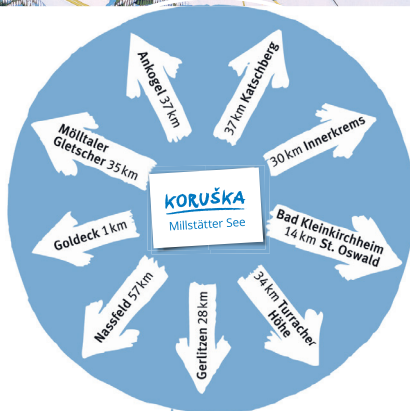 Ankogel 37 km
37 km Katschberg
30 km Innerkrems
Mölltaler
Gletscher 35 km
KORUŠKA
Millstätter See
Bad Kleinkirchheim
14 km St. Oswald
Goldeck 1 km
34 km Turracher
Höhe
Nassfeld 57 km
Gerlitzen 28 km